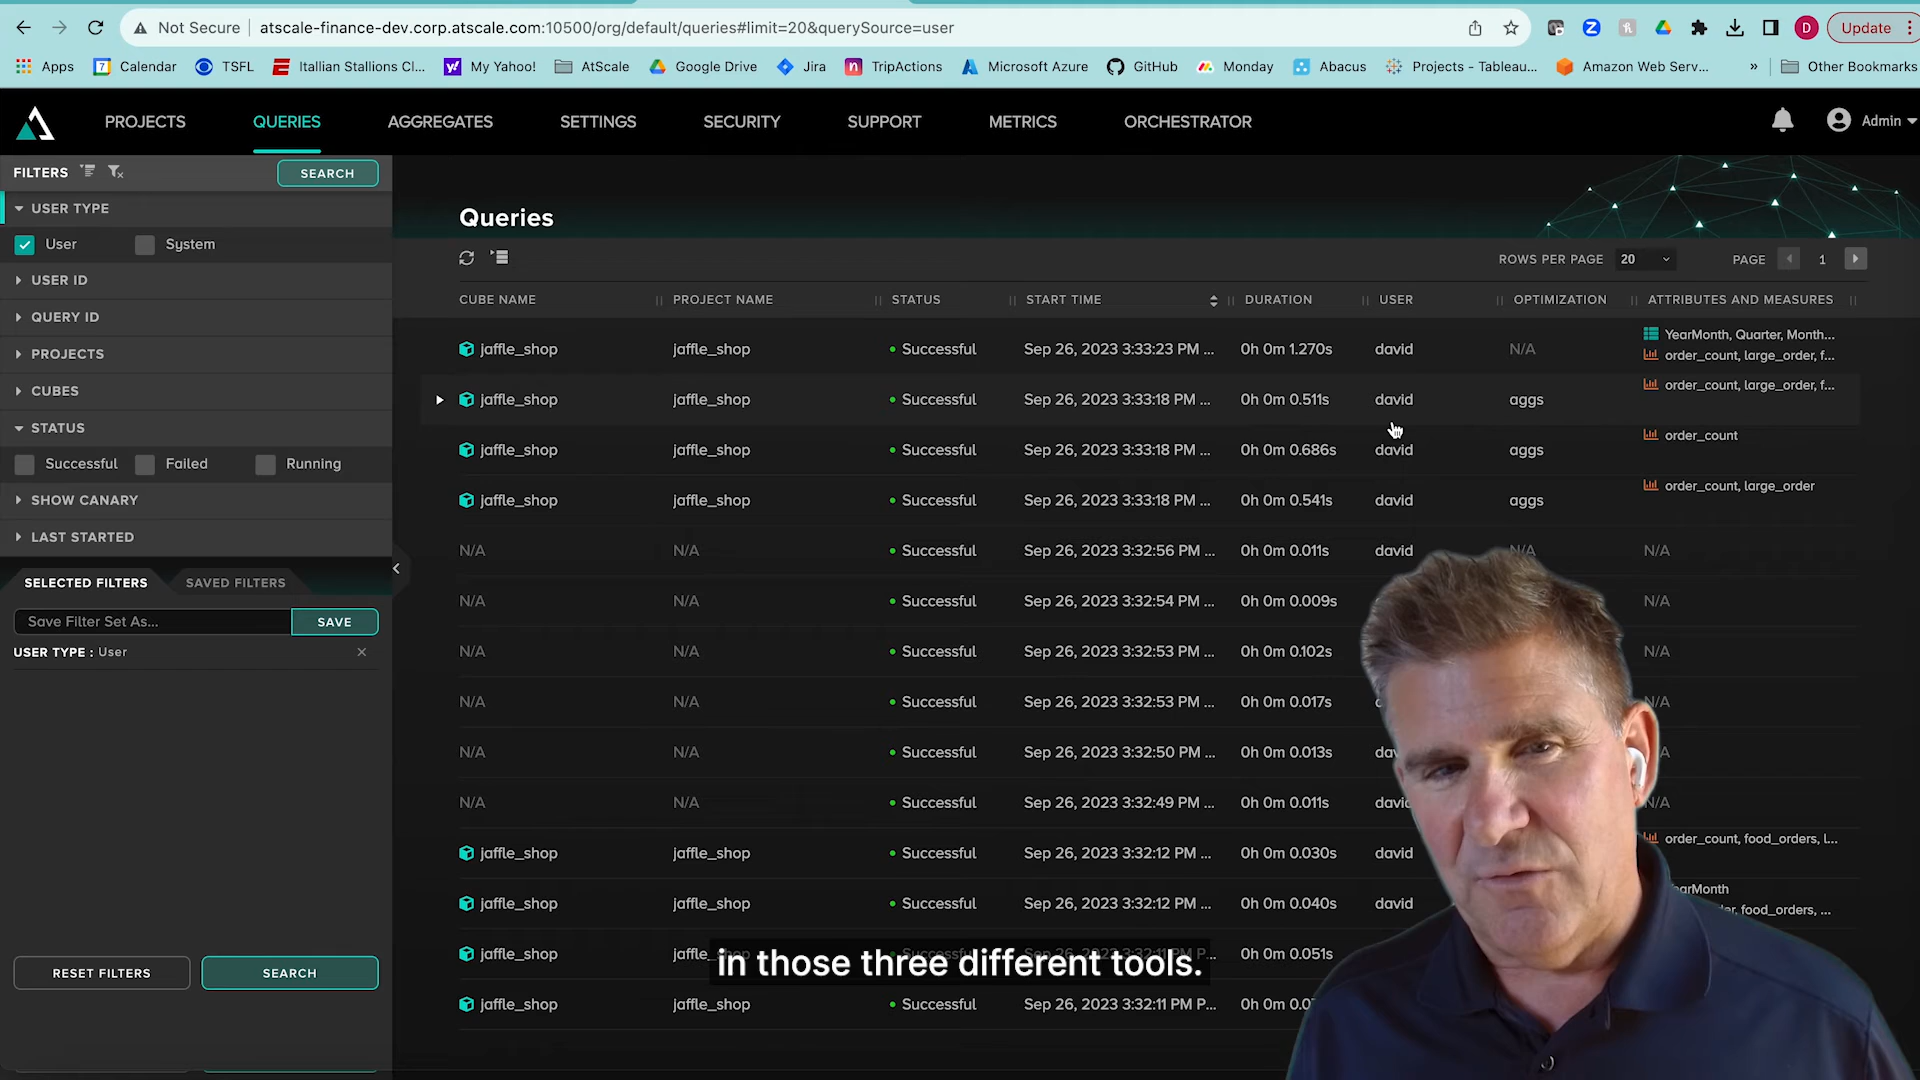 Not Secure atscale-finance-dev.corp.atscale.com:10500/org/default/queries#limit=20&querySource=user D Update
Apps 7 Calendar TSFL Itallian Stallions Cl... My Yahoo! AtScale Google Drive Jira TripActions Microsoft Azure GitHub Monday Abacus Projects - Tableau... Amazon Web Serv... » Other Bookmarks
PROJECTS QUERIES AGGREGATES SETTINGS SECURITY SUPPORT METRICS ORCHESTRATOR Admin
FILTERS SEARCH
USER TYPE
User System
USER ID
QUERY ID
PROJECTS
CUBES
STATUS
Successful Failed Running
SHOW CANARY
LAST STARTED
SELECTED FILTERS SAVED FILTERS
Save Filter Set As... SAVE
USER TYPE : User
RESET FILTERS SEARCH
Queries
ROWS PER PAGE 20 PAGE 1
CUBE NAME PROJECT NAME STATUS START TIME DURATION USER OPTIMIZATION ATTRIBUTES AND MEASURES
jaffle_shop jaffle_shop Successful Sep 26, 2023 3:33:23 PM ... 0h 0m 1.270s david N/A YearMonth, Quarter, Month...
order_count, large_order, f...
jaffle_shop jaffle_shop Successful Sep 26, 2023 3:33:18 PM ... 0h 0m 0.511s david aggs order_count, large_order, f...
jaffle_shop jaffle_shop Successful Sep 26, 2023 3:33:18 PM ... 0h 0m 0.686s david aggs order_count
jaffle_shop jaffle_shop Successful Sep 26, 2023 3:33:18 PM ... 0h 0m 0.541s david aggs order_count, large_order
N/A N/A Successful Sep 26, 2023 3:32:56 PM ... 0h 0m 0.011s david N/A N/A
N/A N/A Successful Sep 26, 2023 3:32:54 PM ... 0h 0m 0.009s N/A
N/A N/A Successful Sep 26, 2023 3:32:53 PM ... 0h 0m 0.102s N/A
N/A N/A Successful Sep 26, 2023 3:32:53 PM ... 0h 0m 0.017s N/A
N/A N/A Successful Sep 26, 2023 3:32:50 PM ... 0h 0m 0.013s
N/A N/A Successful Sep 26, 2023 3:32:49 PM ... 0h 0m 0.011s N/A
jaffle_shop jaffle_shop Successful Sep 26, 2023 3:32:12 PM ... 0h 0m 0.030s david order_count, food_orders, l...
jaffle_shop jaffle_shop Successful Sep 26, 2023 3:32:12 PM ... 0h 0m 0.040s david
food_orders, ...
jaffle_shop 0h 0m 0.051s
in those three different tools.
jaffle_shop jaffle_shop Successful Sep 26, 2023 3:32:11 PM P...